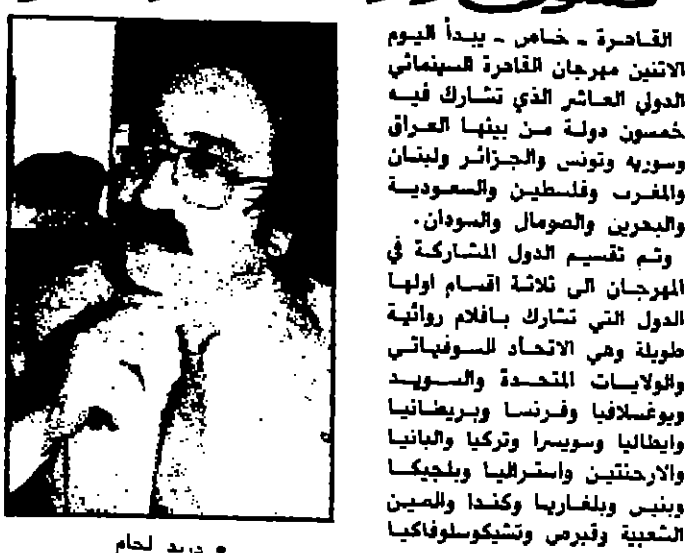 القاهرة ـ خاص ـ يبدأ اليوم
الاثنين مهرجان القاهرة السينمائي
الدولي العاشر الذي تشارك فيه
خمسون دولة من بينها العراق
وسوريه وتونس والجزائر ولبنان
والمغرب وفلسطين والسعودية
والبحرين والصومال والسودان.
وتم تقسيم الدول المشاركة في
المهرجان الى ثلاثة اقسام اولها
الدول التي تشارك بافلام روائية
طويلة وهي الاتحاد السوفياتي
والولايات المتحدة والسويد
ويوغسلافيا وفرنسا وبريطانيا
وايطاليا وسويسرا وتركيا والبانيا
والارجنتين واستراليا وبلجيكا
وبنين وبلغاريا وكندا والصين
الشعبية وقبرص وتشيكوسلوفاكيا
• دريد لحام